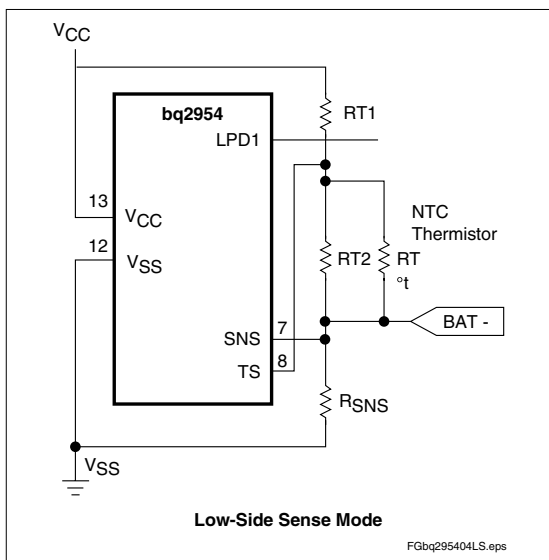 VCC
bq2954
RT1
LPD1
13
VCC
NTC
Thermistor
12
VSS
RT2
RT
°t
SNS
7
BAT -
TS
8
RSNS
VSS
Low-Side Sense Mode
FGbq295404LS.eps